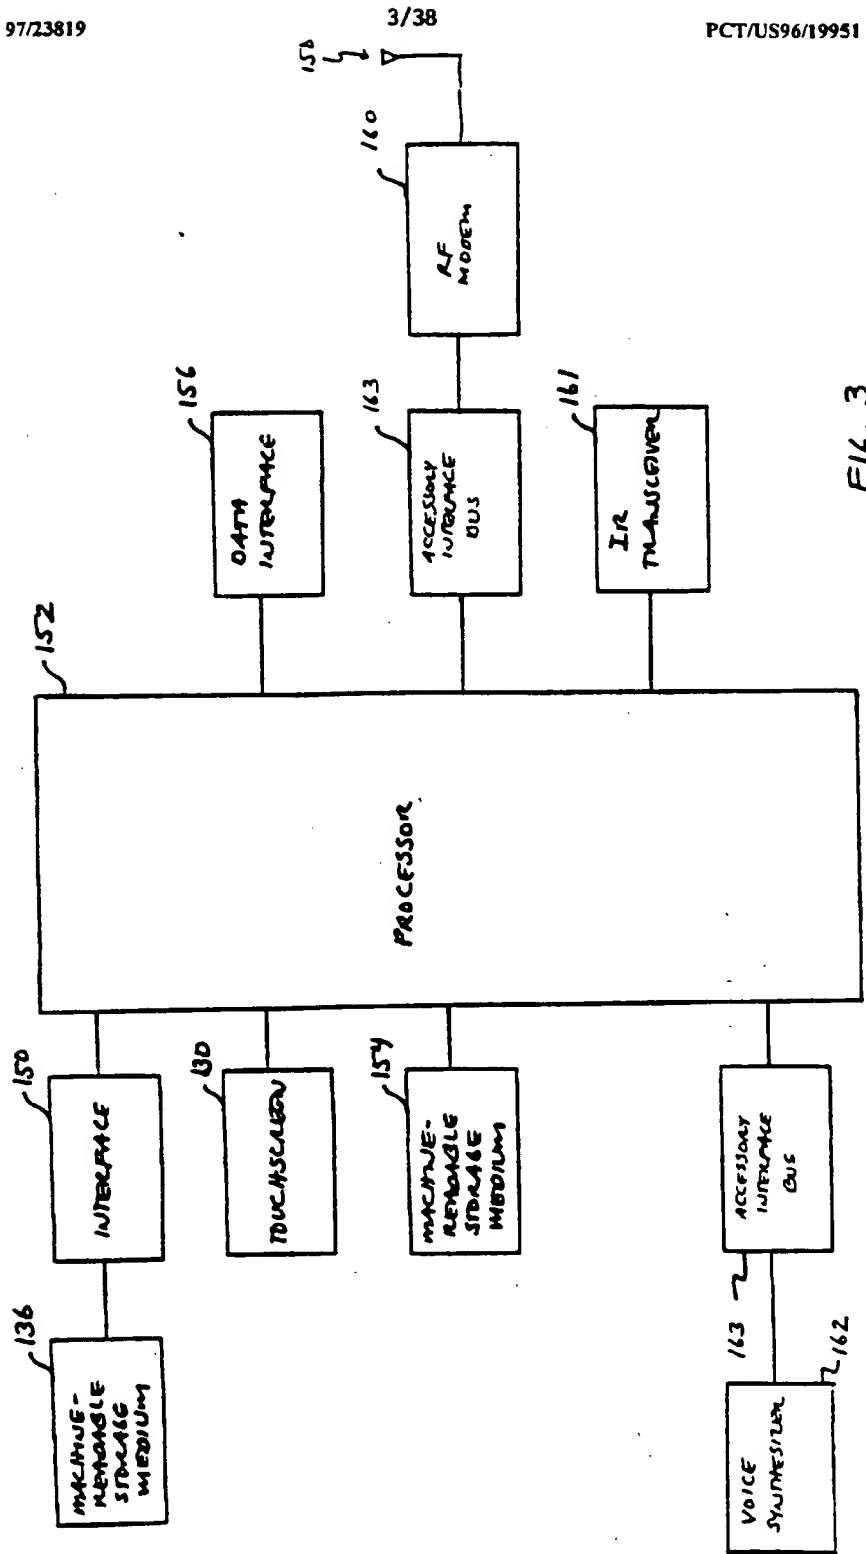 97/23819
3/38
PCT/US96/19951
158
160
RF
MODEM
156
DATA
INTERFACE
163
ACCESSORY
INTERFACE
BUS
161
IR
TRANSCEIVER
FIG. 3
152
PROCESSOR
150
INTERFACE
130
TOUCHSCREEN
154
MACHINE-
READABLE
STORAGE
MEDIUM
ACCESSORY
INTERFACE
BUS
163
136
MACHINE-
READABLE
STORAGE
MEDIUM
162
VOICE
SYNTHESIZER